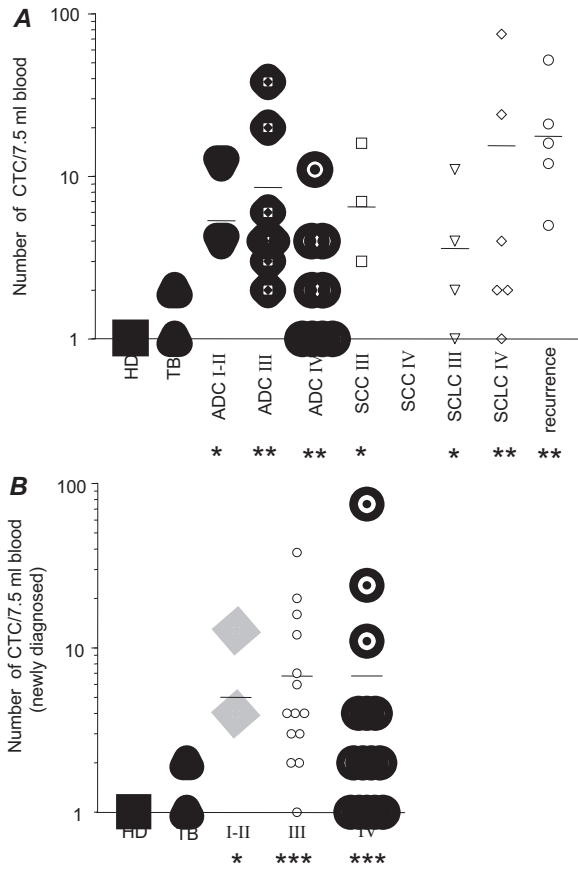 A
100
10
1
Number of CTC/7.5 ml blood
HD
TB
ADC I-II
ADC III
ADC IV
SCC III
SCC IV
SCLC III
SCLC IV
recurrence
* ** ** * * ** **
B
100
10
1
Number of CTC/7.5 ml blood
(newly diagnosed)
HD TB I-II III IV
* *** ***